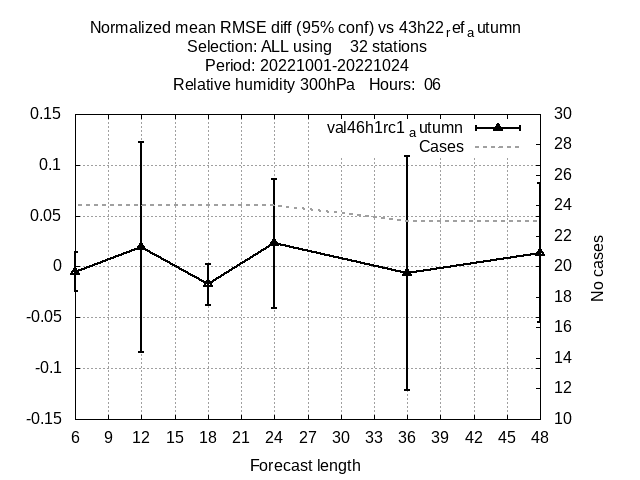 Normalized mean RMSE diff (95% conf) vs 43h22refautumn
Selection: ALL using 32 stations
Period: 20221001-20221024
Relative humidity 300hPa Hours: 06
val46h1rc1autumn
Cases
0.15
0.1
0.05
0
-0.05
-0.1
-0.15
30
28
26
24
22
20
18
16
14
12
10
No cases
6 9 12 15 18 21 24 27 30 33 36 39 42 45 48
Forecast length